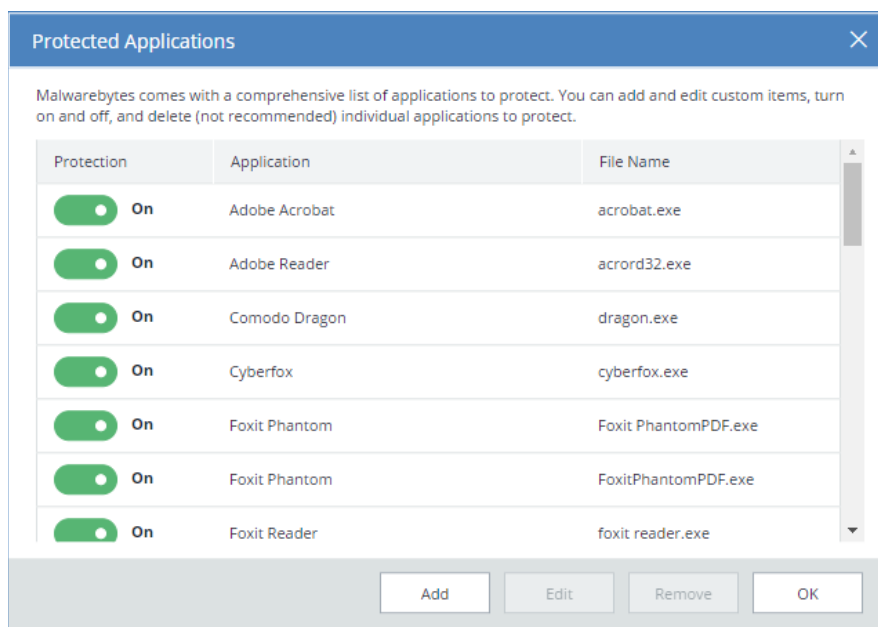 Protected Applications
Malwarebytes comes with a comprehensive list of applications to protect. You can add and edit custom items, turn
on and off, and delete (not recommended) individual applications to protect.
Protection Application File Name
On Adobe Acrobat acrobat.exe
On Adobe Reader acrord32.exe
On Comodo Dragon dragon.exe
On Cyberfox cyberfox.exe
On Foxit Phantom Foxit PhantomPDF.exe
On Foxit Phantom FoxitPhantomPDF.exe
On Foxit Reader foxit reader.exe
Add Edit Remove OK